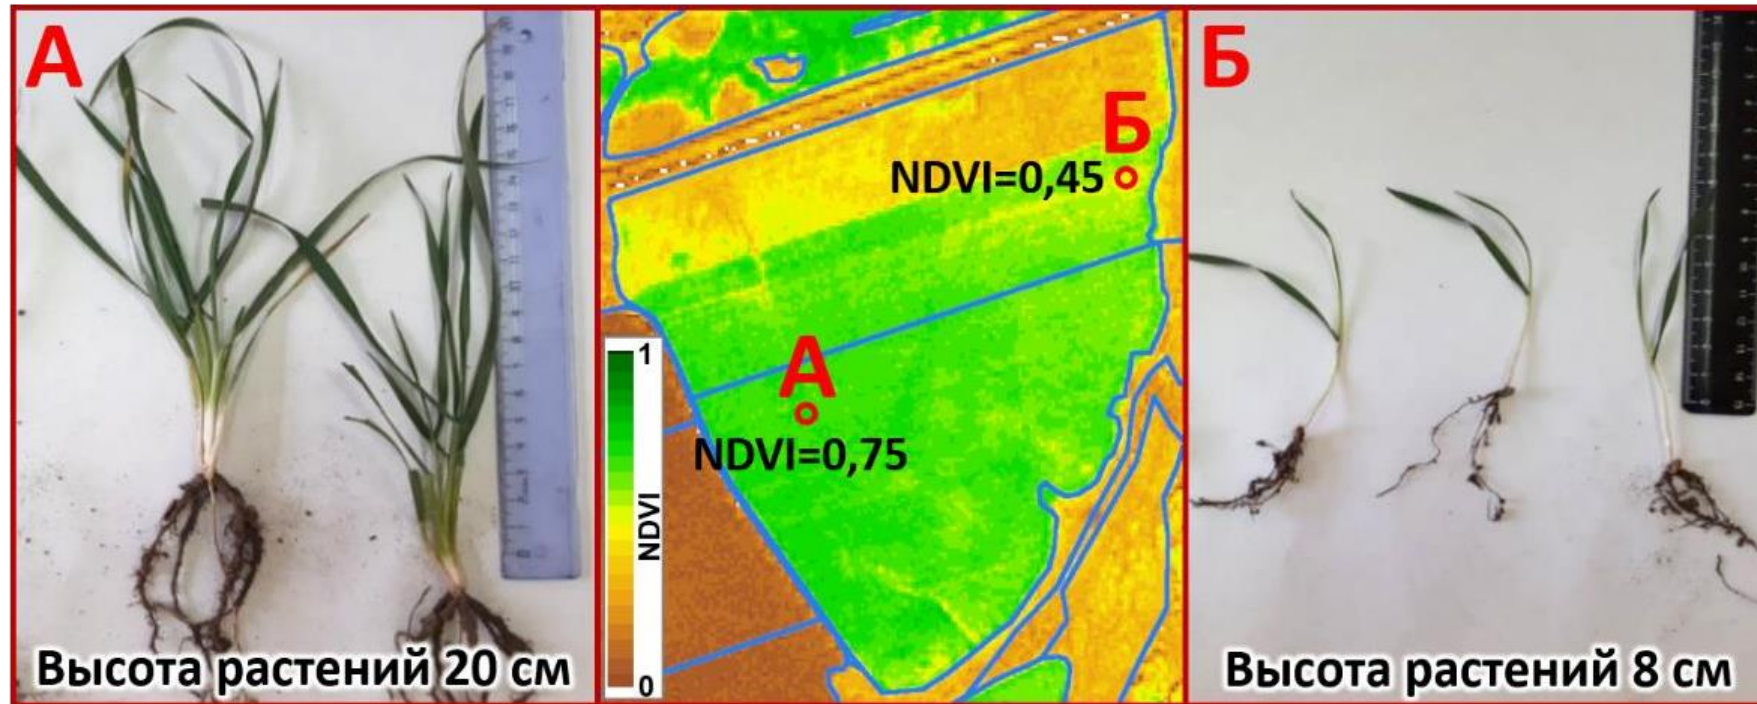 А
Высота растений 20 см
Б
NDVI=0,45
А
NDVI=0,75
1
NDVI
0
Б
Высота растений 8 см